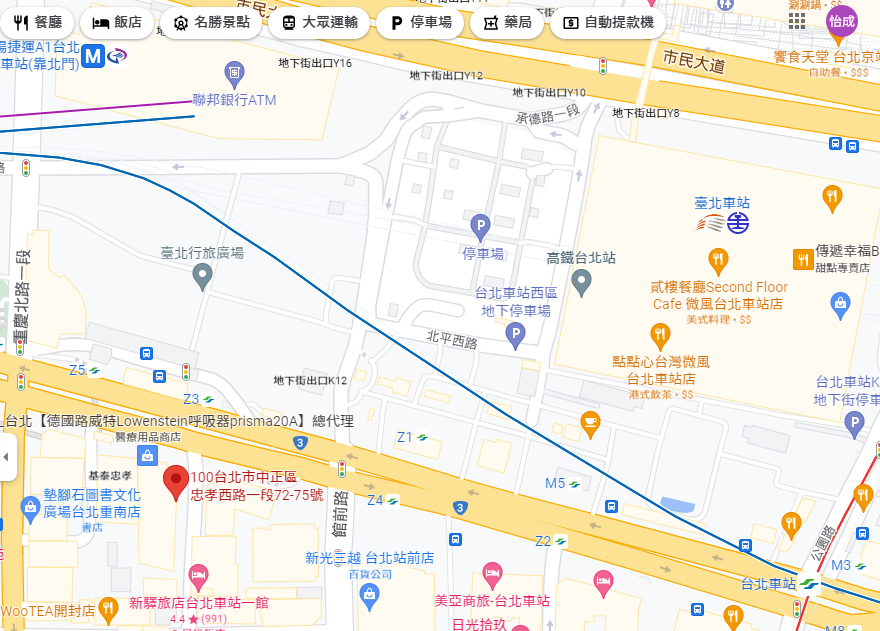 餐廳
飯店
名勝景點
大眾運輸
停車場
藥局
自動提款機
怡成
市民大
涮涮鍋・$$
場捷運A1台北
車站(靠北門)
M
地下街出口Y16
地下街出口Y12
地下街出口Y10
地下街出口Y8
市民大道
饗食天堂 台北京站
自助餐・$$$
聯邦銀行ATM
承德路一段
臺北車站
臺北行旅廣場
停車場
高鐵台北站
傳遞幸福B
甜點專賣店
貳樓餐廳Second Floor
Cafe 微風台北車站店
美式料理・$$
台北車站西區
地下停車場
重慶北路一段
北平西路
點點心台灣微風
台北車站店
港式飲茶・$$
台北車站K
地下街停車
Z5
Z3
地下街出口K12
台北【德國路威特Lowenstein呼吸器prisma20A】總代理
醫療用品商店
Z1
3
基泰忠孝
100台北市中正區
忠孝西路一段72-75號
墊腳石圖書文化
廣場台北重南店
書店
館前路
Z4
3
M5
Z2
公園路
新光三越 台北站前店
百貨公司
M3
台北車站
WooTEA開封店
新驛旅店台北車站一館
4.4★(991)
美亞商旅-台北車站
日光拾玖
M8